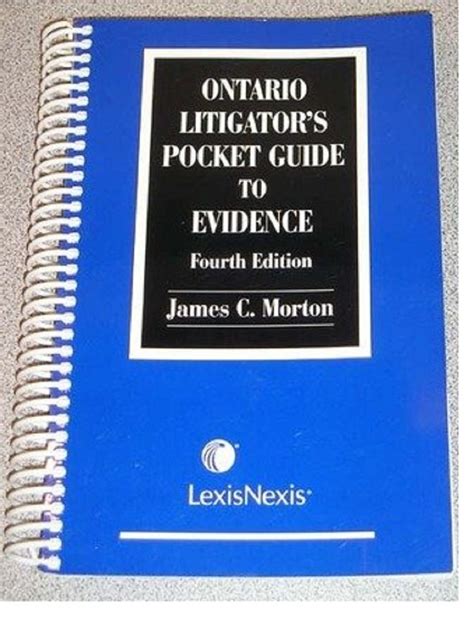 ONTARIO
LITIGATOR'S
POCKET GUIDE
TO
EVIDENCE
Fourth Edition
James C. Morton
LexisNexis®